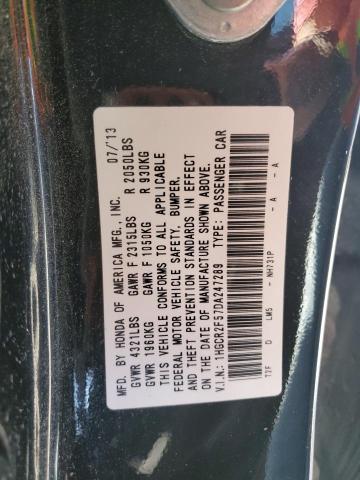 MFD. BY HONDA OF AMERICA MFG., INC. 07/'13
GVWR 4321LBS GAWR F 2315LBS R 2050LBS
GVWR 1960KG GAWR F 1050KG R 930KG
THIS VEHICLE CONFORMS TO ALL APPLICABLE
FEDERAL MOTOR VEHICLE SAFETY, BUMPER,
AND THEFT PREVENTION STANDARDS IN EFFECT
ON THE DATE OF MANUFACTURE SHOWN ABOVE.
V.I.N.: 1HGCR2F57DA247289 TYPE: PASSENGER CAR
T2F D LM5 NH731P - A - A